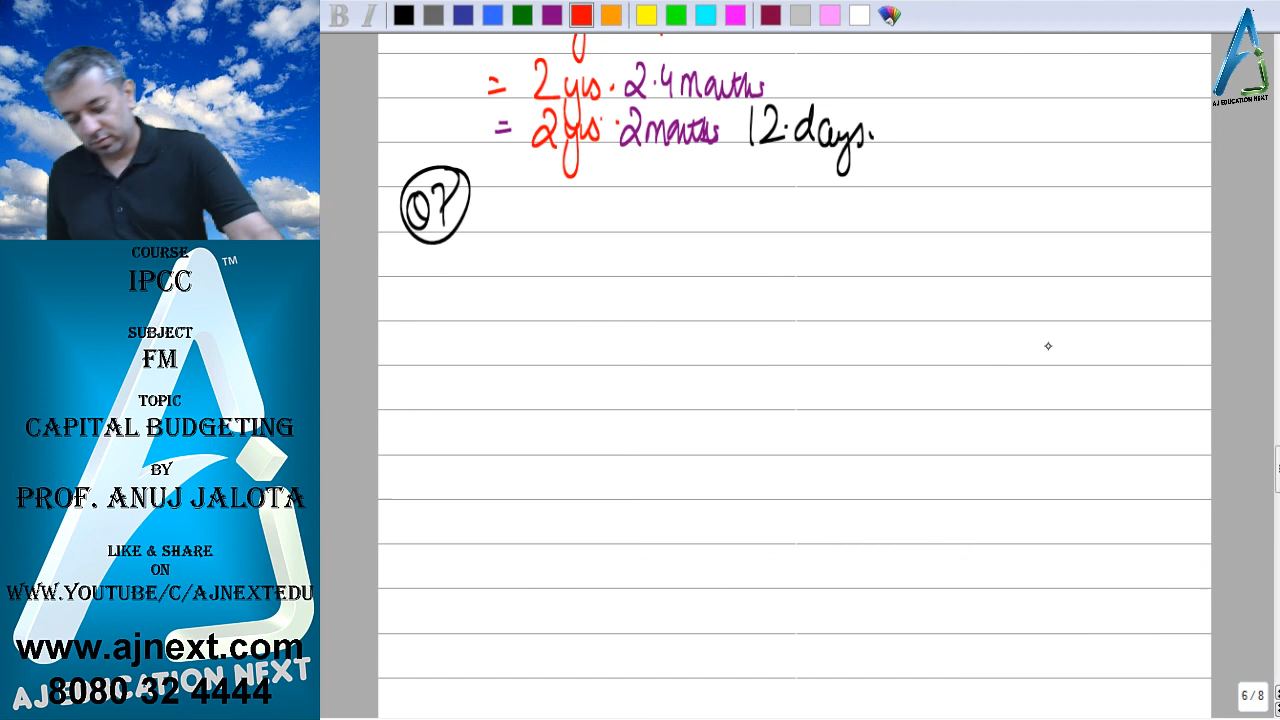 B I
= 2 yrs. 2.4 months
= 2 yrs. 2 months 12.days.
Q7
AJ EDUCATION NEXT
COURSE
IPCC
SUBJECT
FM
TOPIC
CAPITAL BUDGETING
BY
PROF. ANUJ JALOTA
LIKE & SHARE
ON
WWW.YOUTUBE/C/AJNEXTEDU
www.ajnext.com
8080 32 4444
AJ EDUCATION NEXT
TM
6/8